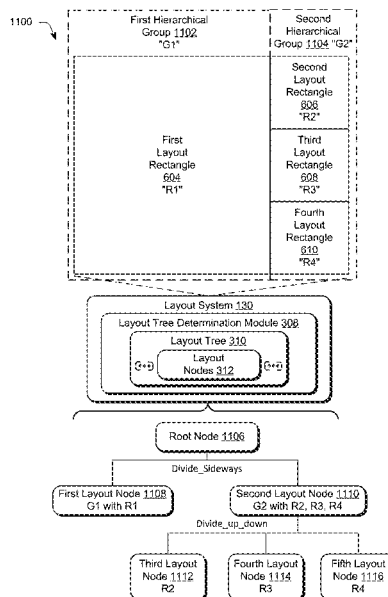 1100
First Hierarchical
Group 1102
"G1"
Second
Hierarchical
Group 1104 "G2"
First
Layout
Rectangle
604
"R1"
Second
Layout
Rectangle
606
"R2"
Third
Layout
Rectangle
608
"R3"
Fourth
Layout
Rectangle
610
"R4"
Layout System 130
Layout Tree Determination Module 308
Layout Tree 310
Layout
Nodes 312
Root Node 1106
Divide_Sideways
First Layout Node 1108
G1 with R1
Second Layout Node 1110
G2 with R2, R3, R4
Divide_up_down
Third Layout
Node 1112
R2
Fourth Layout
Node 1114
R3
Fifth Layout
Node 1116
R4